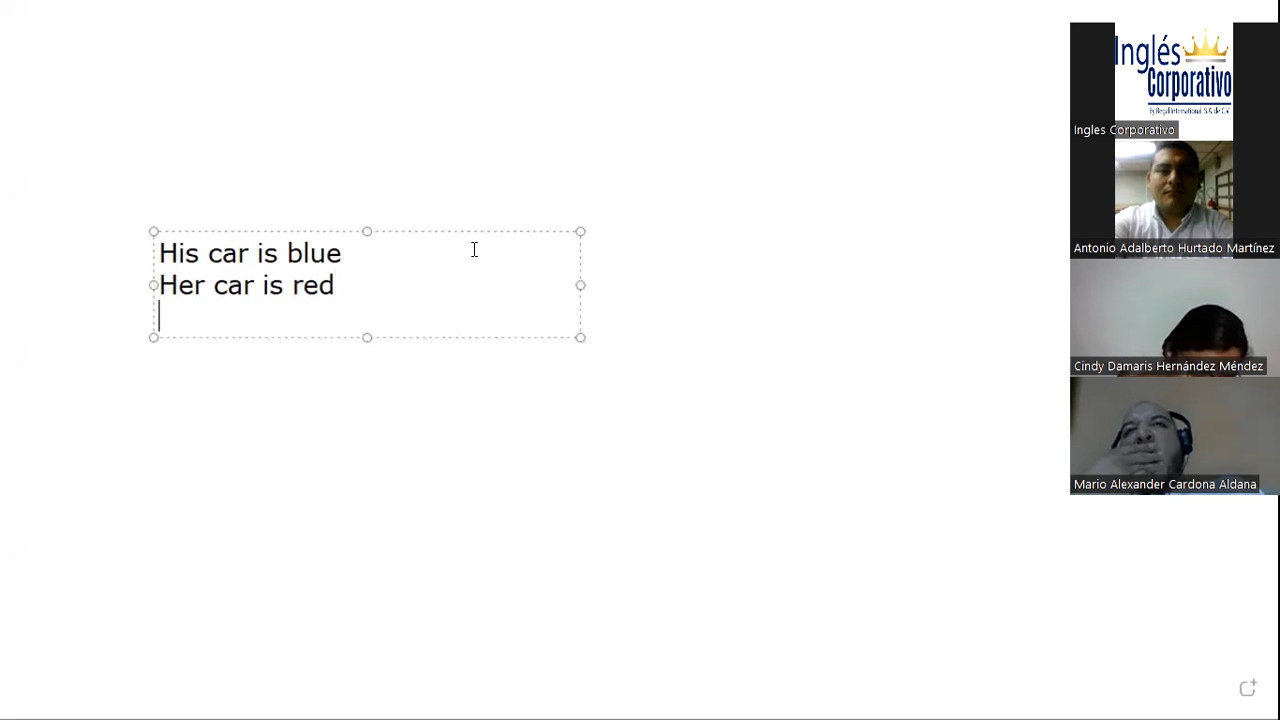 His car is blue
Her car is red
Inglés
Corporativo
Ingles Corporativo
Antonio Adalberto Hurtado Martínez
Cindy Damaris Hernández Méndez
Mario Alexander Cardona Aldana